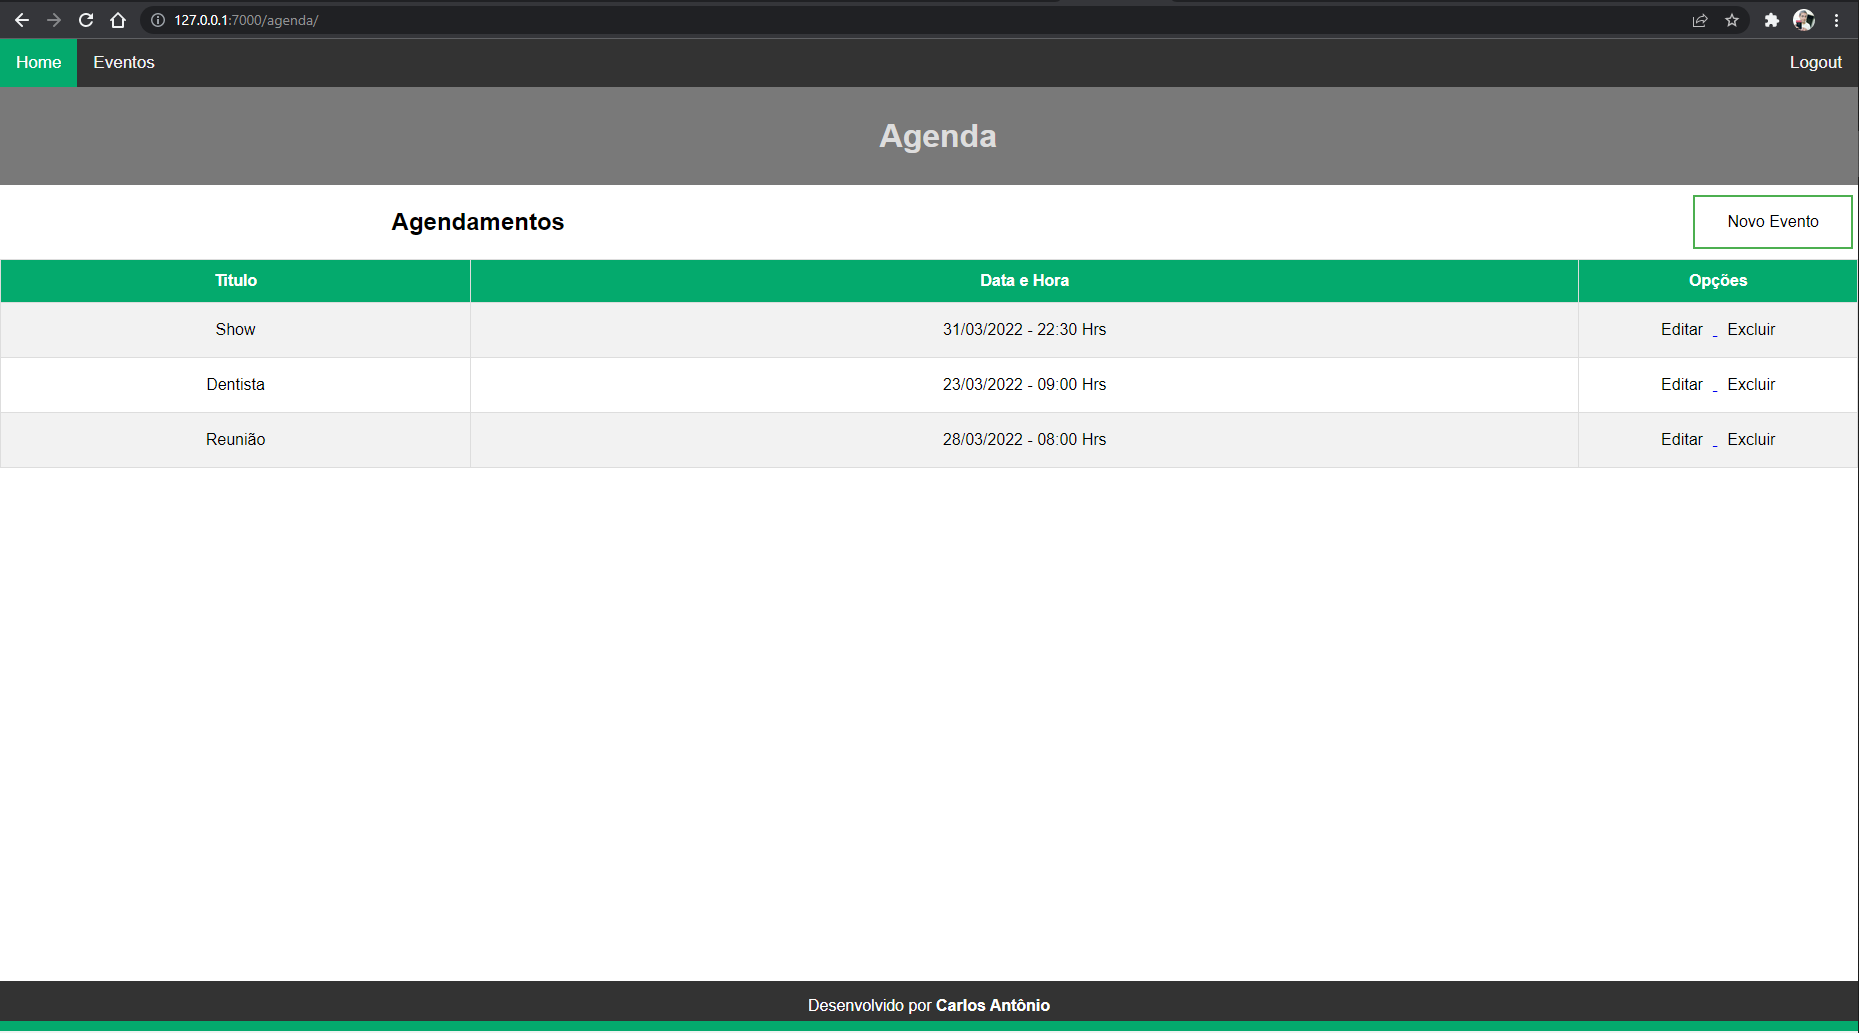 127.0.0.1:7000/agenda/
Home Eventos Logout
Agenda
Agendamentos Novo Evento
Titulo Data e Hora Opções
Show 31/03/2022 - 22:30 Hrs Editar Excluir
Dentista 23/03/2022 - 09:00 Hrs Editar Excluir
Reunião 28/03/2022 - 08:00 Hrs Editar Excluir
Desenvolvido por Carlos Antônio